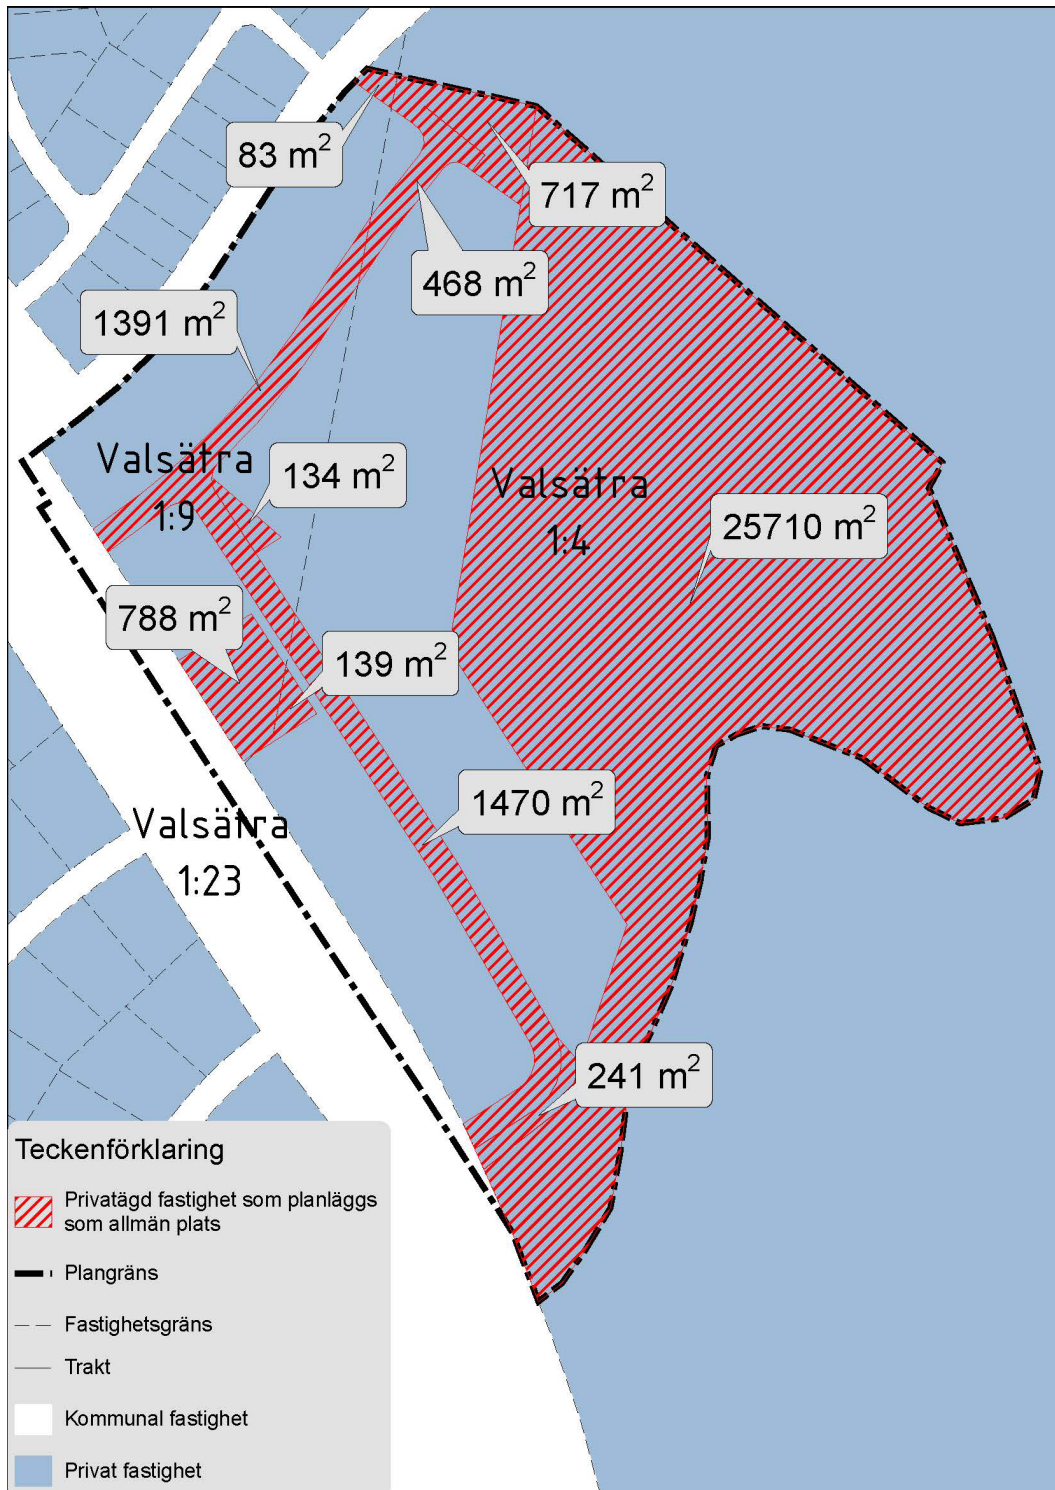 83 m²
717 m²
468 m²
1391 m²
Valsätra
1:9
134 m²
Valsätra
1:4
25710 m²
788 m²
139 m²
1470 m²
Valsätra
1:23
241 m²
Teckenförklaring
Privatägd fastighet som planläggs
som allmän plats
Plangräns
Fastighetsgräns
Trakt
Kommunal fastighet
Privat fastighet